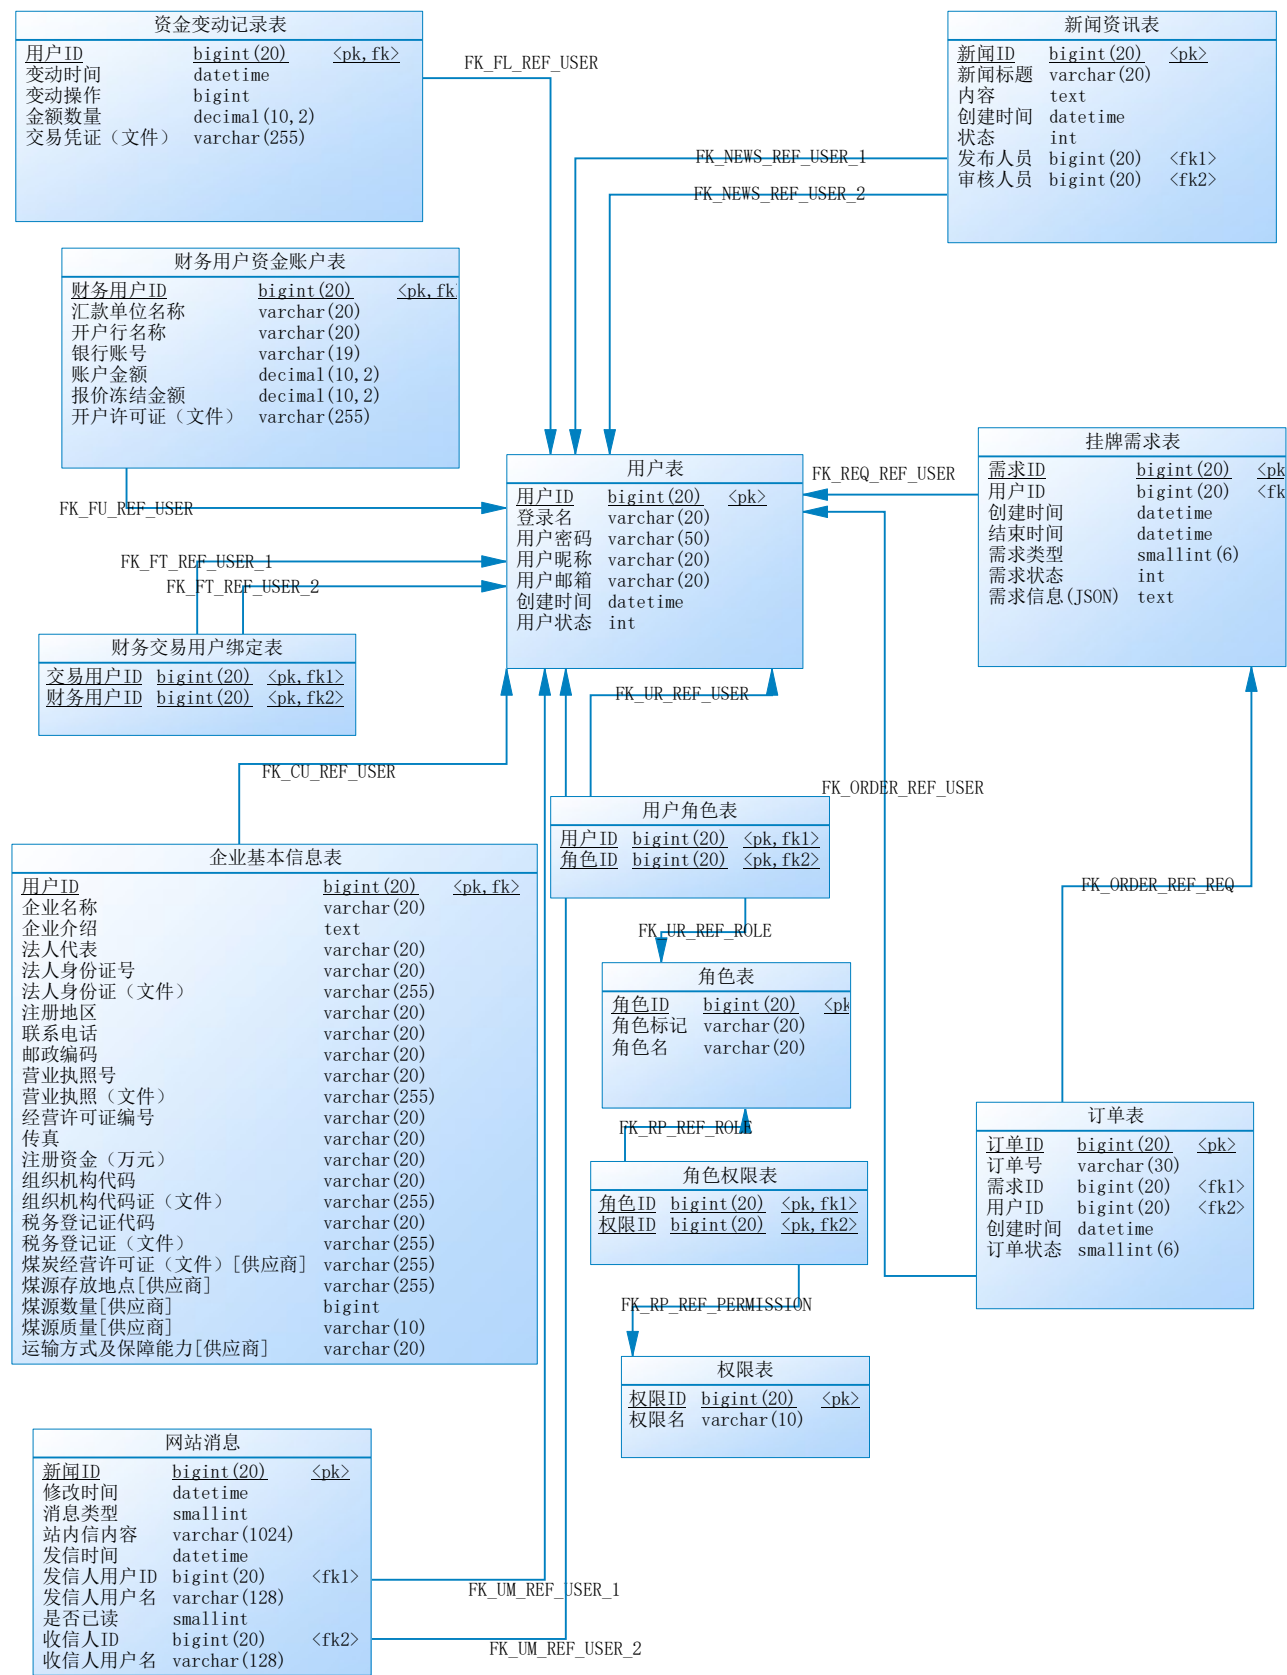 资金变动记录表
用户ID bigint(20) <pk,fk>
变动时间 datetime
变动操作 bigint
金额数量 decimal(10,2)
交易凭证（文件） varchar(255)
FK_FL_REF_USER
新闻资讯表
新闻ID bigint(20) <pk>
新闻标题 varchar(20)
内容 text
创建时间 datetime
状态 int
发布人员 bigint(20) <fk1>
审核人员 bigint(20) <fk2>
FK_NEWS_REF_USER_1
FK_NEWS_REF_USER_2
财务用户资金账户表
财务用户ID bigint(20) <pk,fk
汇款单位名称 varchar(20)
开户行名称 varchar(20)
银行账号 varchar(19)
账户金额 decimal(10,2)
报价冻结金额 decimal(10,2)
开户许可证（文件） varchar(255)
FK_FU_REF_USER
用户表
用户ID bigint(20) <pk>
登录名 varchar(20)
用户密码 varchar(50)
用户昵称 varchar(20)
用户邮箱 varchar(20)
创建时间 datetime
用户状态 int
FK_REQ_REF_USER
挂牌需求表
需求ID bigint(20) <pk
用户ID bigint(20) <fk
创建时间 datetime
结束时间 datetime
需求类型 smallint(6)
需求状态 int
需求信息(JSON) text
FK_FT_REF_USER_1
FK_FT_REF_USER_2
财务交易用户绑定表
交易用户ID bigint(20) <pk,fk1>
财务用户ID bigint(20) <pk,fk2>
FK_UR_REF_USER
FK_CU_REF_USER
FK_ORDER_REF_USER
用户角色表
用户ID bigint(20) <pk,fk1>
角色ID bigint(20) <pk,fk2>
FK_UR_REF_ROLE
FK_ORDER_REF_REQ
企业基本信息表
用户ID bigint(20) <pk,fk>
企业名称 varchar(20)
企业介绍 text
法人代表 varchar(20)
法人身份证号 varchar(20)
法人身份证（文件） varchar(255)
注册地区 varchar(20)
联系电话 varchar(20)
邮政编码 varchar(20)
营业执照号 varchar(20)
营业执照（文件） varchar(255)
经营许可证编号 varchar(20)
传真 varchar(20)
注册资金（万元） varchar(20)
组织机构代码 varchar(20)
组织机构代码证（文件） varchar(255)
税务登记证代码 varchar(20)
税务登记证（文件） varchar(255)
煤炭经营许可证（文件）[供应商] varchar(255)
煤源存放地点[供应商] varchar(255)
煤源数量[供应商] bigint
煤源质量[供应商] varchar(10)
运输方式及保障能力[供应商] varchar(20)
角色表
角色ID bigint(20) <pk
角色标记 varchar(20)
角色名 varchar(20)
FK_RP_REF_ROLE
角色权限表
角色ID bigint(20) <pk,fk1>
权限ID bigint(20) <pk,fk2>
FK_RP_REF_PERMISSION
订单表
订单ID bigint(20) <pk>
订单号 varchar(30)
需求ID bigint(20) <fk1>
用户ID bigint(20) <fk2>
创建时间 datetime
订单状态 smallint(6)
权限表
权限ID bigint(20) <pk>
权限名 varchar(10)
网站消息
新闻ID bigint(20) <pk>
修改时间 datetime
消息类型 smallint
站内信内容 varchar(1024)
发信时间 datetime
发信人用户ID bigint(20) <fk1>
发信人用户名 varchar(128)
是否已读 smallint
收信人ID bigint(20) <fk2>
收信人用户名 varchar(128)
FK_UM_REF_USER_1
FK_UM_REF_USER_2